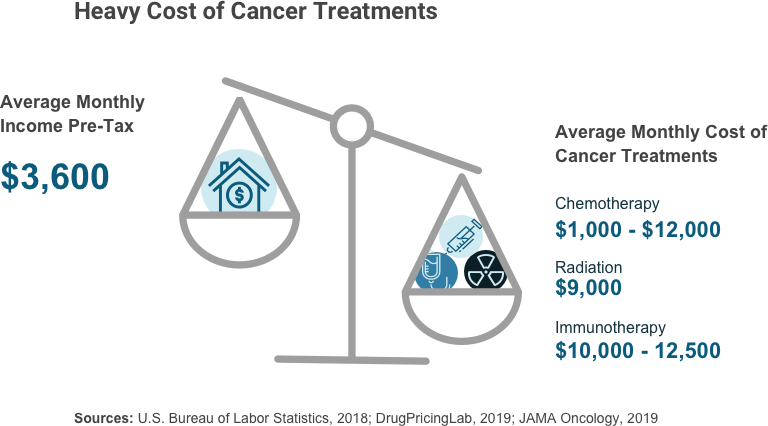 Heavy Cost of Cancer Treatments
Average Monthly
Income Pre-Tax
$3,600
$
Average Monthly Cost of
Cancer Treatments
Chemotherapy
$1,000 - $12,000
Radiation
$9,000
Immunotherapy
$10,000 - 12,500
Sources: U.S. Bureau of Labor Statistics, 2018; DrugPricingLab, 2019; JAMA Oncology, 2019